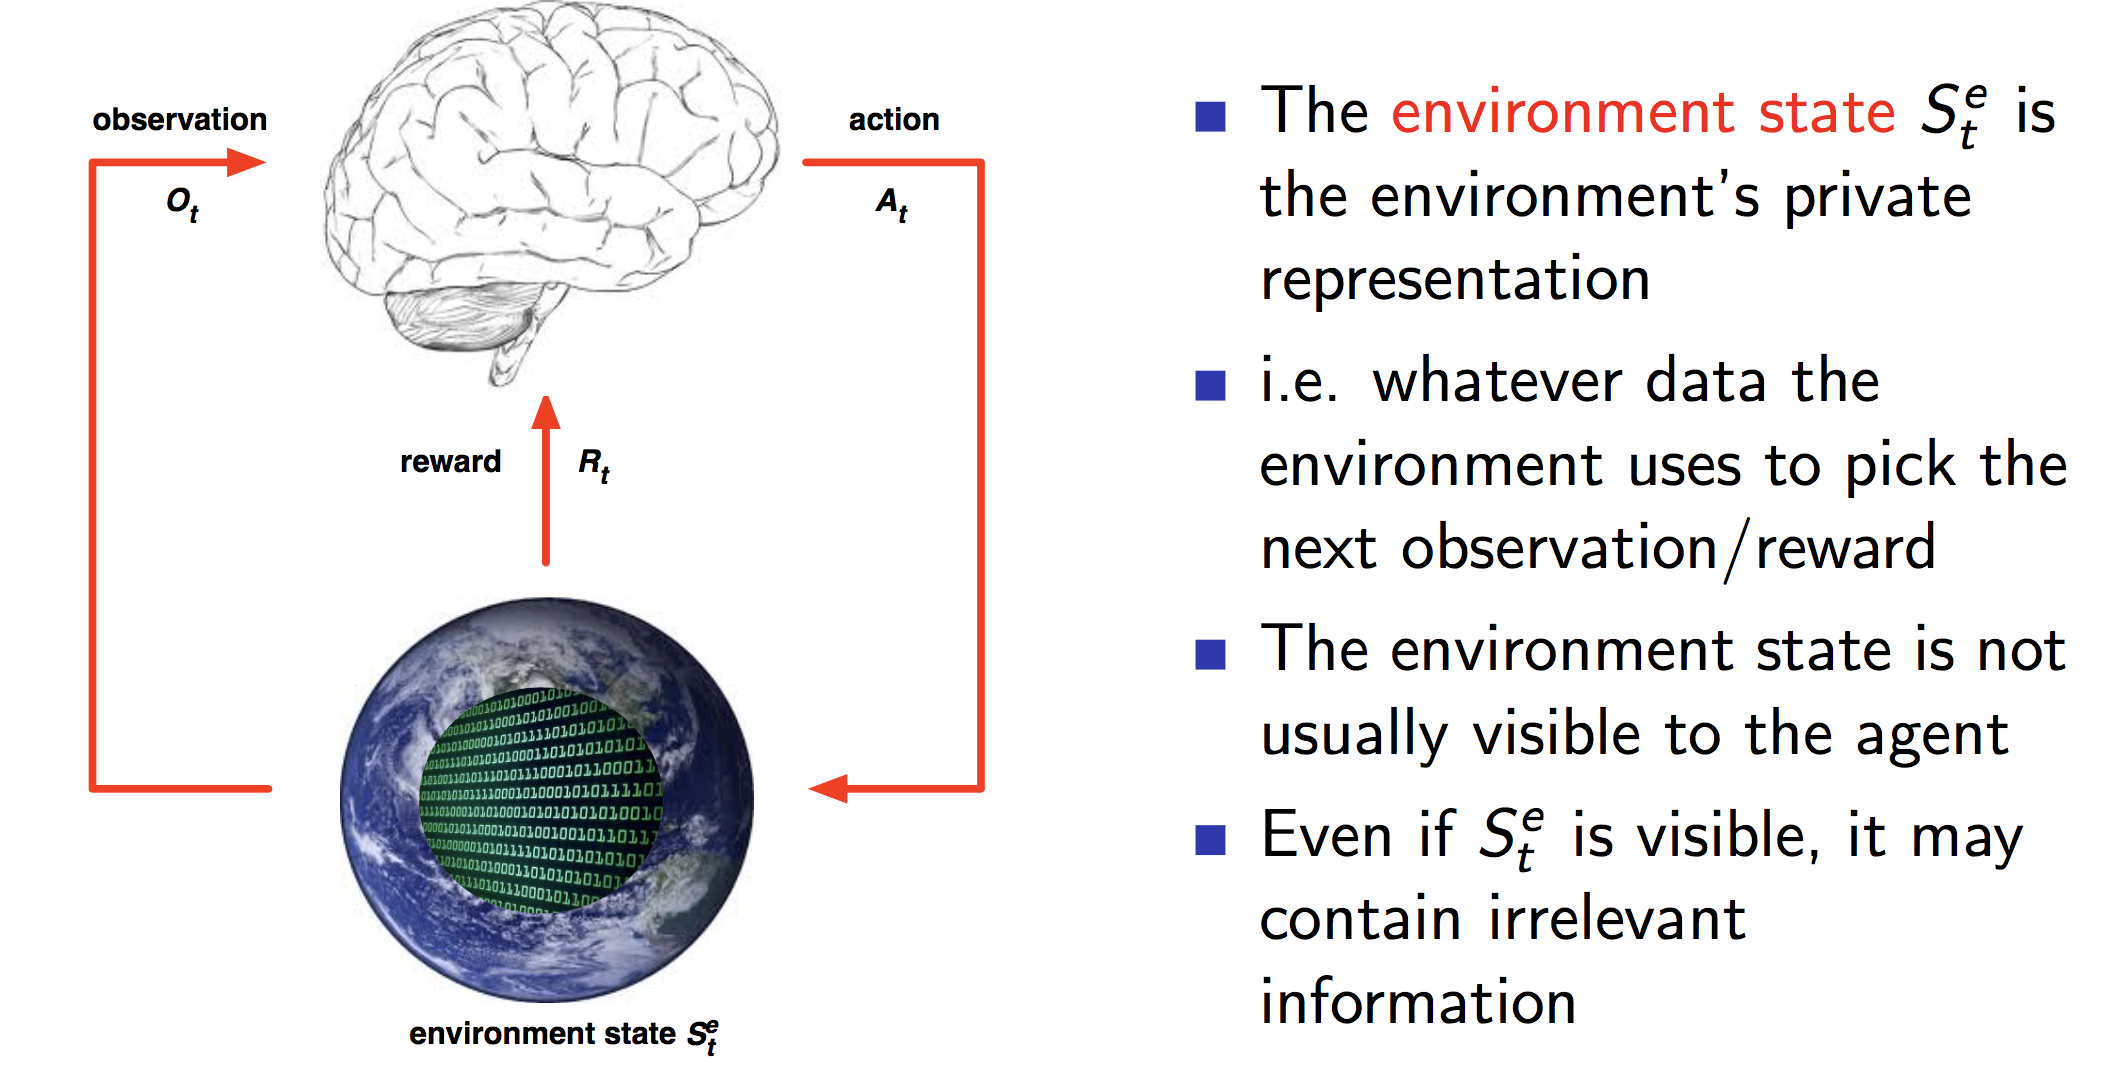 observation
O_t
action
A_t
reward R_t
environment state S_t^e
The environment state S_t^e is
the environment's private
representation
i.e. whatever data the
environment uses to pick the
next observation/reward
The environment state is not
usually visible to the agent
Even if S_t^e is visible, it may
contain irrelevant
information